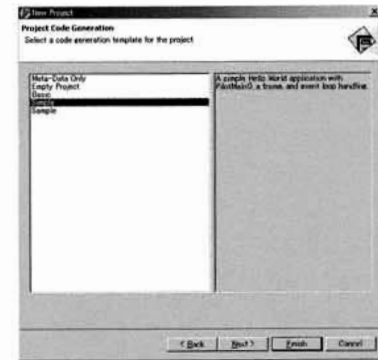 New Project
Project Code Generation
Select a code generation template for the project
Meta-Data Only
Empty Project
Basic
Simple
Sample
A simple Hello World application with
PilotMain(), a frame, and event loop handling.
< Back
Next >
Finish
Cancel